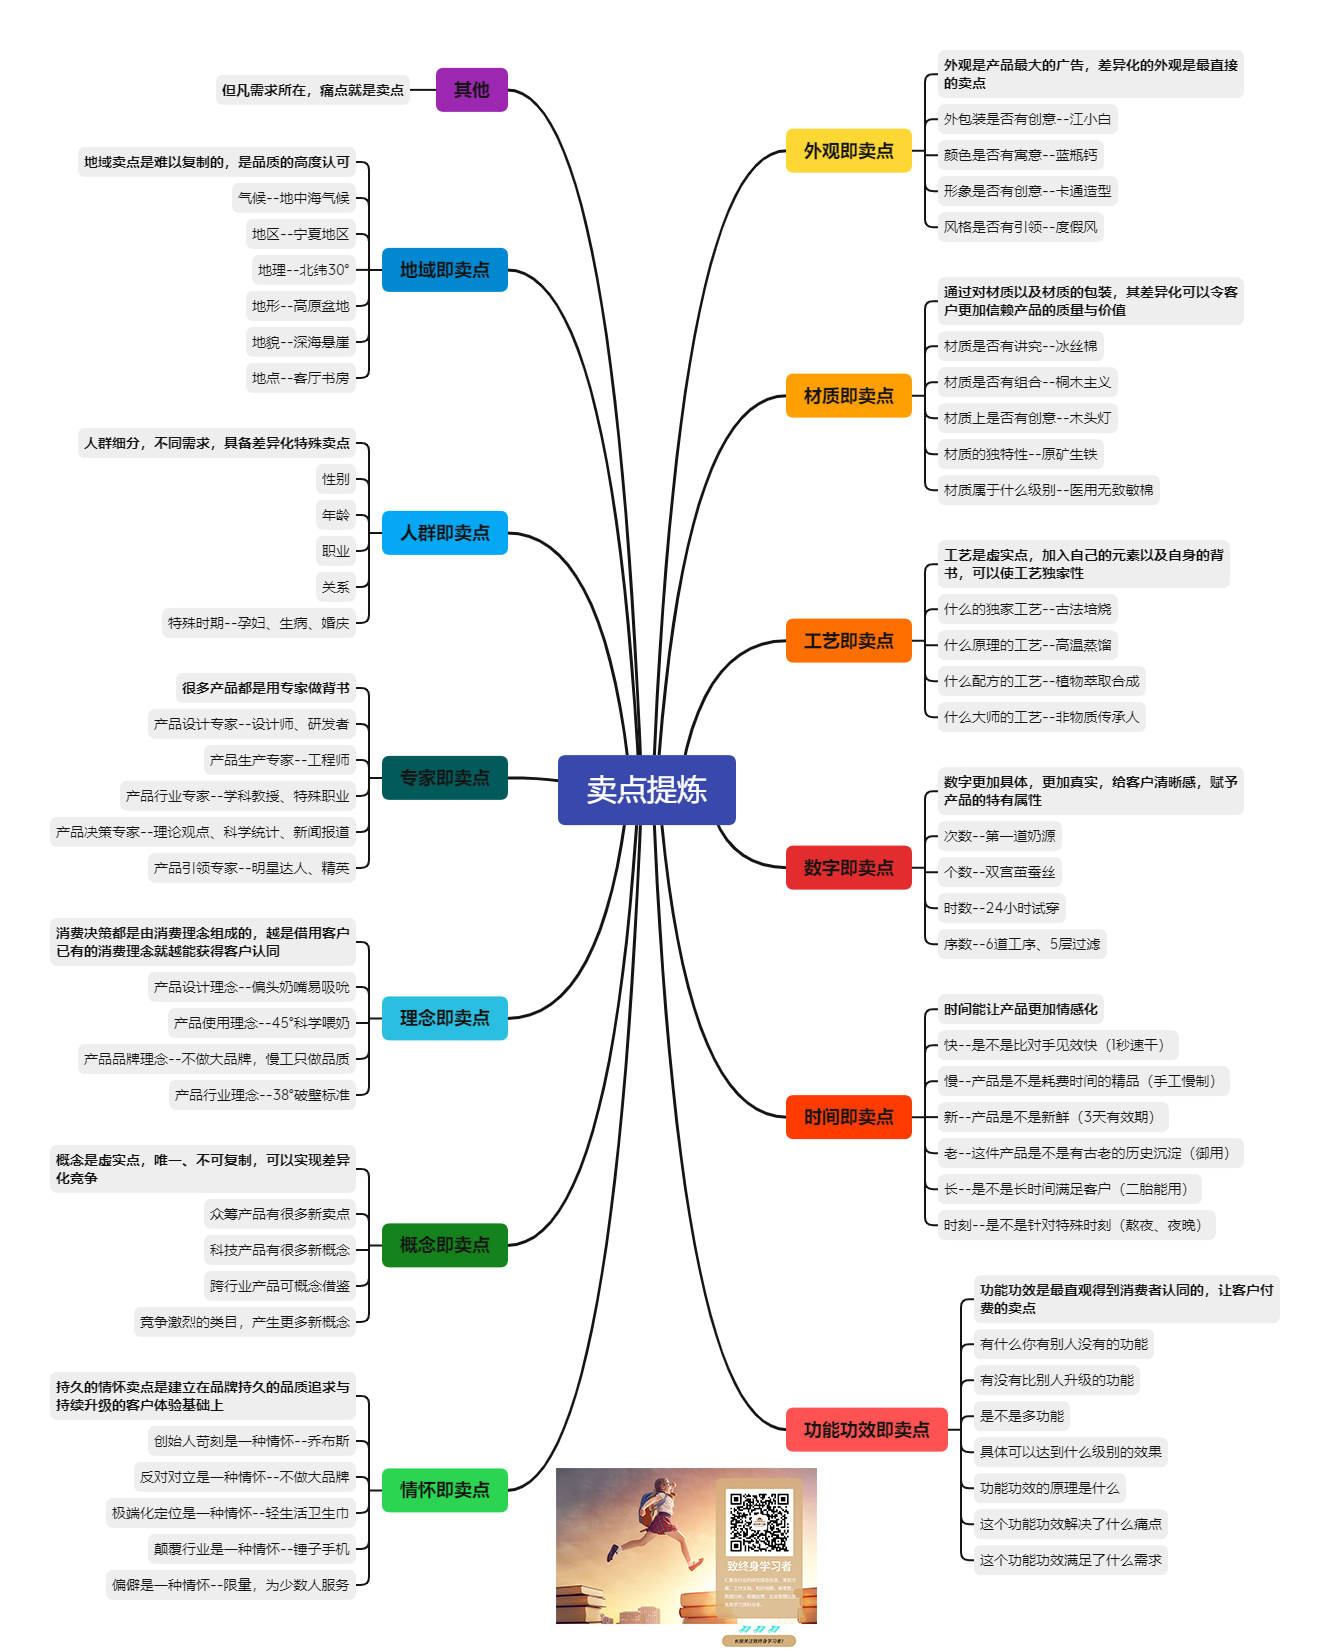 卖点提炼
外观即卖点
外观是产品最大的广告，差异化的外观是最直接
的卖点
外包装是否有创意--江小白
颜色是否有寓意--蓝瓶钙
形象是否有创意--卡通造型
风格是否有引领--度假风
材质即卖点
通过对材质以及材质的包装，其差异化可以令客
户更加信赖产品的质量与价值
材质是否有讲究--冰丝棉
材质是否有组合--桐木主义
材质上是否有创意--木头灯
材质的独特性--原矿生铁
材质属于什么级别--医用无致敏棉
工艺即卖点
工艺是虚实点，加入自己的元素以及自身的背
书，可以使工艺独家性
什么的独家工艺--古法培烧
什么原理的工艺--高温蒸馏
什么配方的工艺--植物萃取合成
什么大师的工艺--非物质传承人
数字即卖点
数字更加具体，更加真实，给客户清晰感，赋予
产品的特有属性
次数--第一道奶源
个数--双宫茧蚕丝
时数--24小时试穿
序数--6道工序、5层过滤
时间即卖点
时间能让产品更加情感化
快--是不是比对手见效快（1秒速干）
慢--产品是不是耗费时间的精品（手工慢制）
新--产品是不是新鲜（3天有效期）
老--这件产品是不是有古老的历史沉淀（御用）
长--是不是长时间满足客户（二胎能用）
时刻--是不是针对特殊时刻（熬夜、夜晚）
功能功效即卖点
功能功效是最直观得到消费者认同的，让客户付
费的卖点
有什么你有别人没有的功能
有没有比别人升级的功能
是不是多功能
具体可以达到什么级别的效果
功能功效的原理是什么
这个功能功效解决了什么痛点
这个功能功效满足了什么需求
其他
但凡需求所在，痛点就是卖点
地域即卖点
地域卖点是难以复制的，是品质的高度认可
气候--地中海气候
地区--宁夏地区
地理--北纬30°
地形--高原盆地
地貌--深海悬崖
地点--客厅书房
人群即卖点
人群细分，不同需求，具备差异化特殊卖点
性别
年龄
职业
关系
特殊时期--孕妇、生病、婚庆
专家即卖点
很多产品都是用专家做背书
产品设计专家--设计师、研发者
产品生产专家--工程师
产品行业专家--学科教授、特殊职业
产品决策专家--理论观点、科学统计、新闻报道
产品引领专家--明星达人、精英
理念即卖点
消费决策都是由消费理念组成的，越是借用客户
已有的消费理念就越能获得客户认同
产品设计理念--偏头奶嘴易吸吮
产品使用理念--45°科学喂奶
产品品牌理念--不做大品牌，慢工只做品质
产品行业理念--38°破壁标准
概念即卖点
概念是虚实点，唯一、不可复制，可以实现差异
化竞争
众筹产品有很多新卖点
科技产品有很多新概念
跨行业产品可概念借鉴
竞争激烈的类目，产生更多新概念
情怀即卖点
持久的情怀卖点是建立在品牌持久的品质追求与
持续升级的客户体验基础上
创始人苛刻是一种情怀--乔布斯
反对对立是一种情怀--不做大品牌
极端化定位是一种情怀--轻生活卫生巾
颠覆行业是一种情怀--锤子手机
偏僻是一种情怀--限量，为少数人服务
致终身学习者
长按关注致终身学习者！